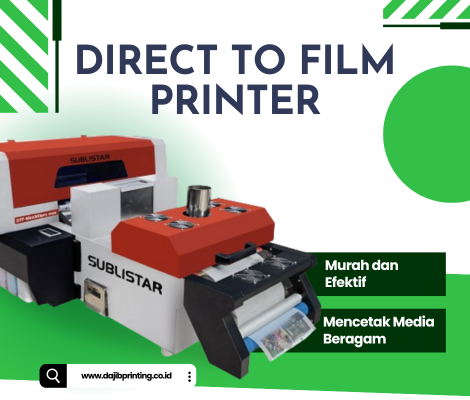 DIRECT TO FILM
PRINTER
SUBLISTAR
SUBLISTAR
Murah dan
Efektif
Mencetak Media
Beragam
www.dajibprinting.co.id